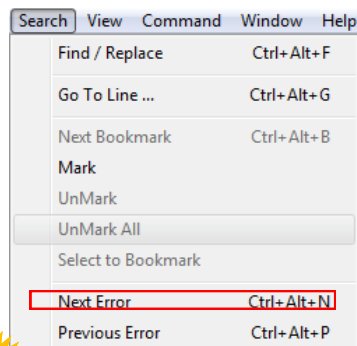 Search View Command Window Help
Find / Replace Ctrl+Alt+F
Go To Line ... Ctrl+Alt+G
Next Bookmark Ctrl+Alt+B
Mark
UnMark
UnMark All
Select to Bookmark
Next Error Ctrl+Alt+N
Previous Error Ctrl+Alt+P